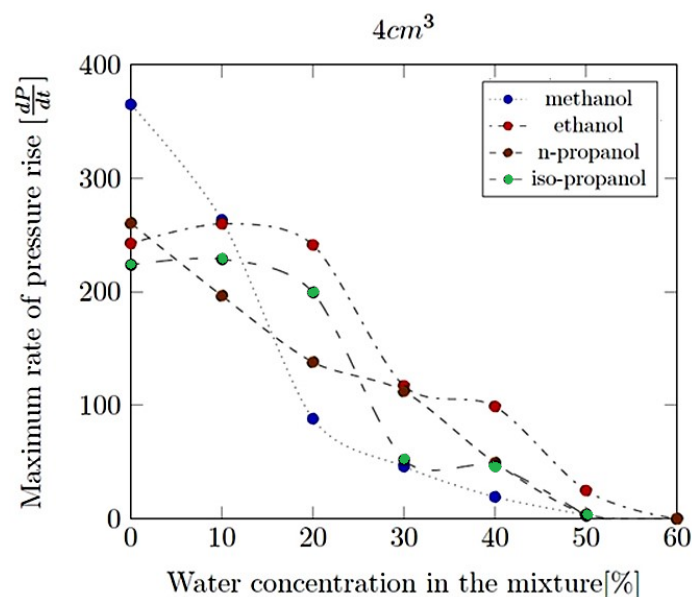 4cm³
Maximum rate of pressure rise [dP/dt]
400
300
200
100
0
methanol
ethanol
n-propanol
iso-propanol
0 10 20 30 40 50 60
Water concentration in the mixture[%]